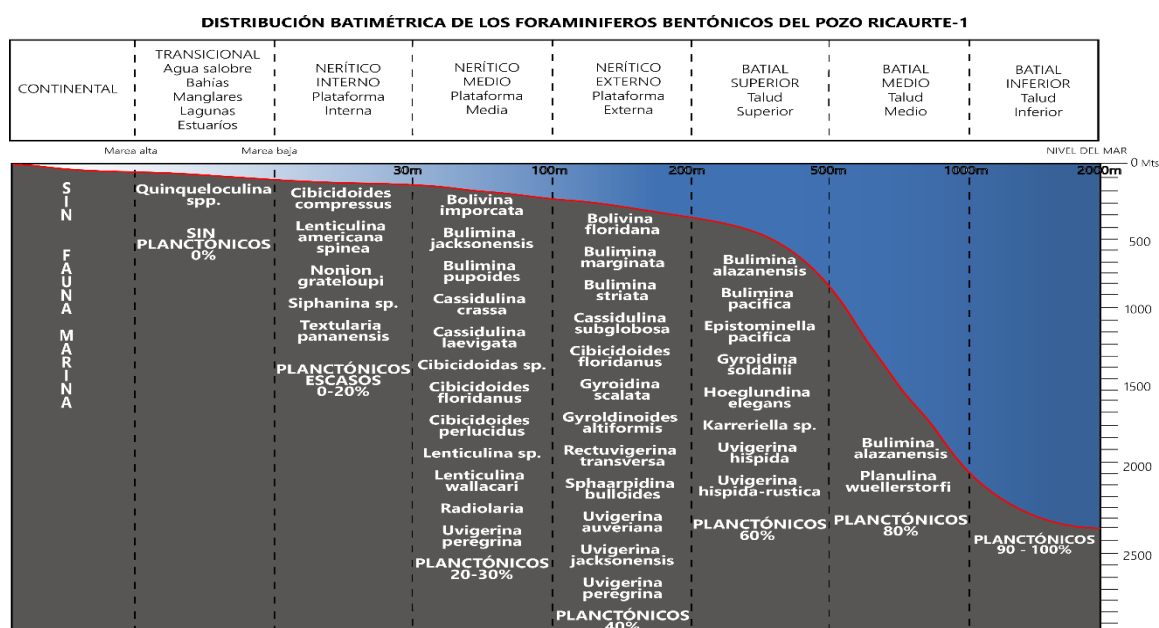 DISTRIBUCIÓN BATIMÉTRICA DE LOS FORAMINIFEROS BENTÓNICOS DEL POZO RICAURTE-1
CONTINENTAL
TRANSICIONAL
Agua salobre
Bahías
Manglares
Lagunas
Estuaríos
NERÍTICO
INTERNO
Plataforma
Interna
NERÍTICO
MEDIO
Plataforma
Media
NERÍTICO
EXTERNO
Plataforma
Externa
BATIAL
SUPERIOR
Talud
Superior
BATIAL
MEDIO
Talud
Medio
BATIAL
INFERIOR
Talud
Inferior
Marea alta
Marea baja
NIVEL DEL MAR
30m
100m
200m
500m
1000m
2000m
0 Mts
500
1000
1500
2000
2500
SIN FAUNA MARINA
Quinqueloculina
spp.
SIN
PLANCTÓNICOS
0%
Cibicidoides
compressus
Lenticulina
americana
spinea
Nonion
grateloupi
Siphanina sp.
Textularia
pananensis
PLANCTÓNICOS
ESCASOS
0-20%
Bolivina
imporcata
Bulimina
jacksonensis
Bulimina
pupoides
Cassidulina
crassa
Cassidulina
laevigata
Cibicidoidas sp.
Cibicidoides
floridanus
Cibicidoides
perlucidus
Lenticulina sp.
Lenticulina
wallacari
Radiolaria
Uvigerina
peregrina
PLANCTÓNICOS
20-30%
Bolivina
floridana
Bulimina
marginata
Bulimina
striata
Cassidulina
subglobosa
Cibicidoides
floridanus
Gyroidina
scalata
Gyroldinoides
altiformis
Rectuvigerina
transversa
Sphaarpidina
bulloides
Uvigerina
auveriana
Uvigerina
jacksonensis
Uvigerina
peregrina
PLANCTÓNICOS
40%
Bulimina
alazanensis
Bulimina
pacifica
Epistominella
pacifica
Gyroidina
soldanii
Hoeglundina
elegans
Karreriella sp.
Uvigerina
hispida
Uvigerina
hispida-rustica
PLANCTÓNICOS
60%
Bulimina
alazanensis
Planulina
wuellerstorfi
PLANCTÓNICOS
80%
PLANCTÓNICOS
90 - 100%